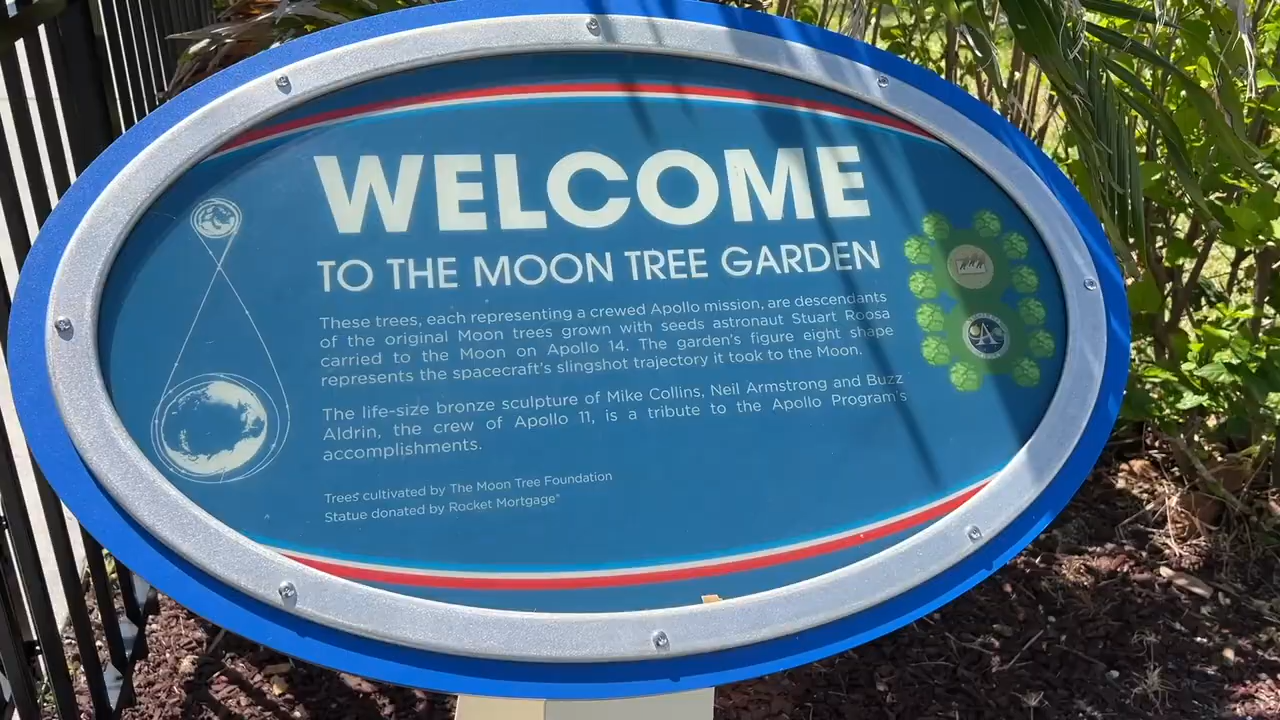 WELCOME
TO THE MOON TREE GARDEN
These trees, each representing a crewed Apollo mission, are descendants
of the original Moon trees grown with seeds astronaut Stuart Roosa
carried to the Moon on Apollo 14. The garden's figure eight shape
represents the spacecraft's slingshot trajectory it took to the Moon.
The life-size bronze sculpture of Mike Collins, Neil Armstrong and Buzz
Aldrin, the crew of Apollo 11, is a tribute to the Apollo Program's
accomplishments.
Trees cultivated by The Moon Tree Foundation
Statue donated by Rocket Mortgage®